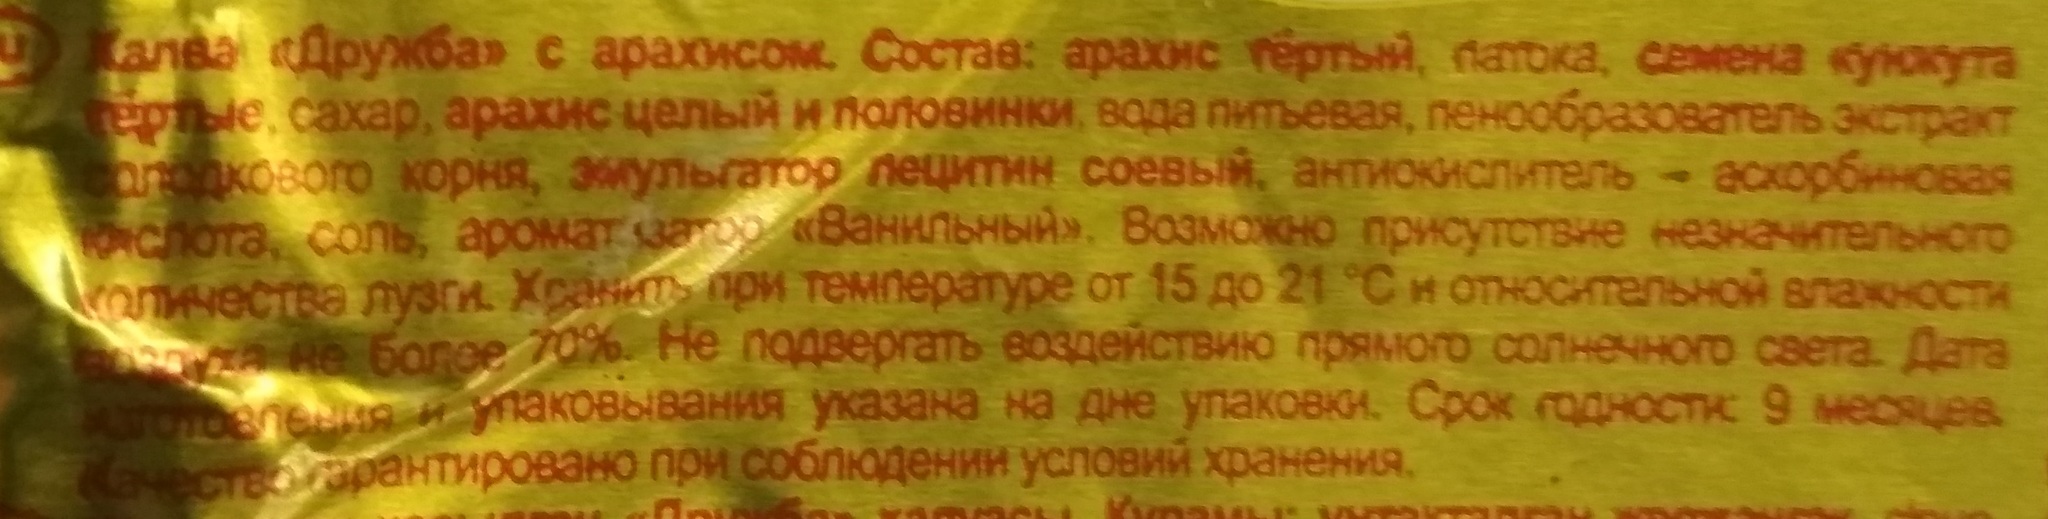 Халва «Дружба» с арахисом. Состав: арахис тёртый, патока, семена кунжута
тёртые, сахар, арахис целый и половинки, вода питьевая, пенообразователь экстракт
солодкового корня, эмульгатор лецитин соевый, антиокислитель - аскорбиновая
кислота, соль, ароматизатор «Ванильный». Возможно присутствие незначительного
количества лузги. Хранить при температуре от 15 до 21 °C и относительной влажности
воздуха не более 70%. Не подвергать воздействию прямого солнечного света. Дата
изготовления и упаковывания указана на дне упаковки. Срок годности: 9 месяцев.
Качество гарантировано при соблюдении условий хранения.
«Дружба» халвасы. Курамы: